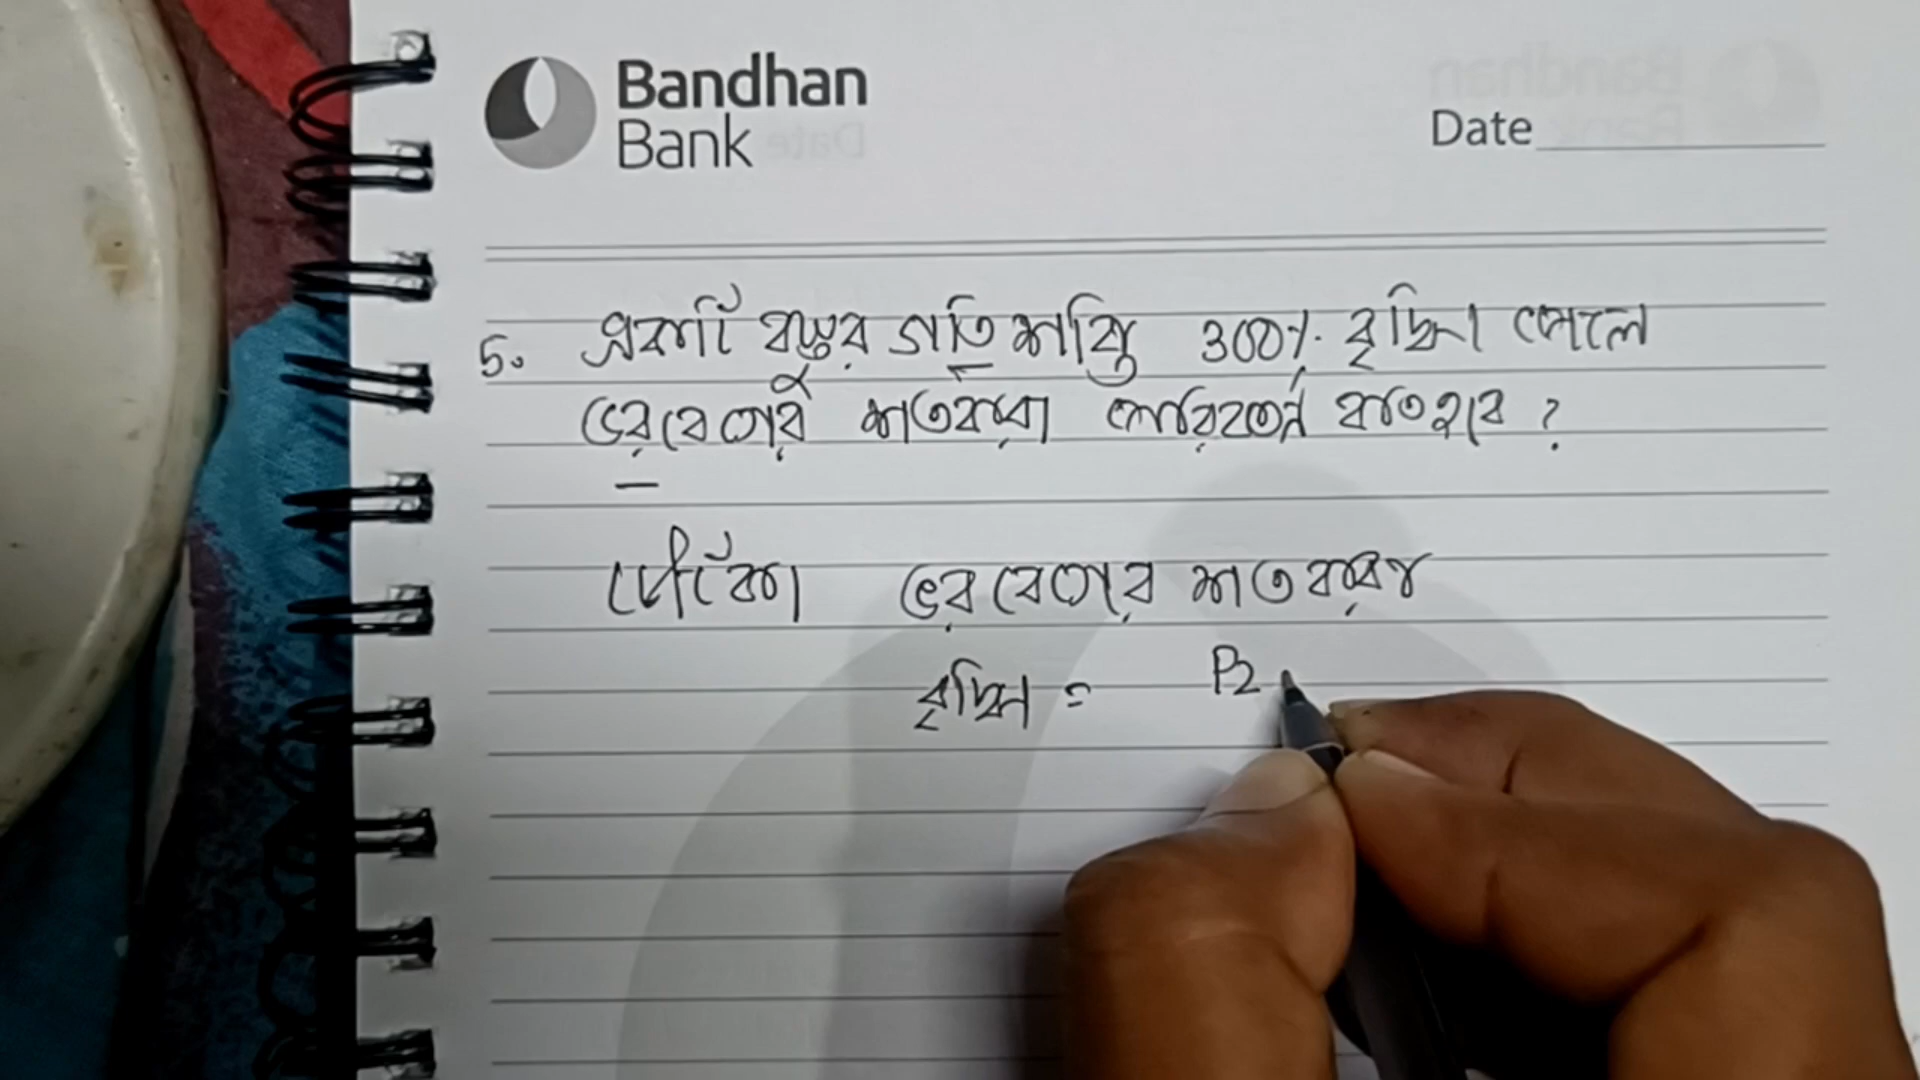 Bandhan
Bank
Date
5. একটি বস্তুর গতিশক্তি 300% বৃদ্ধি পেলে
ভরবেগের শতকরা পরিবর্তন কত হবে ?
ভরবেগের শতকরা
বৃদ্ধি = P2